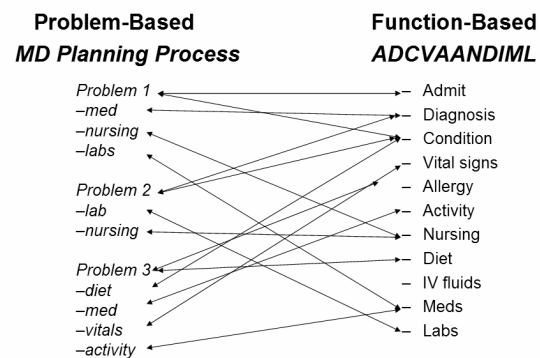 Problem-Based
MD Planning Process
Problem 1
–med
–nursing
–labs
Problem 2
–lab
–nursing
Problem 3
–diet
–med
–vitals
–activity
Function-Based
ADCVAANDIML
– Admit
– Diagnosis
– Condition
– Vital signs
– Allergy
– Activity
– Nursing
– Diet
– IV fluids
– Meds
– Labs